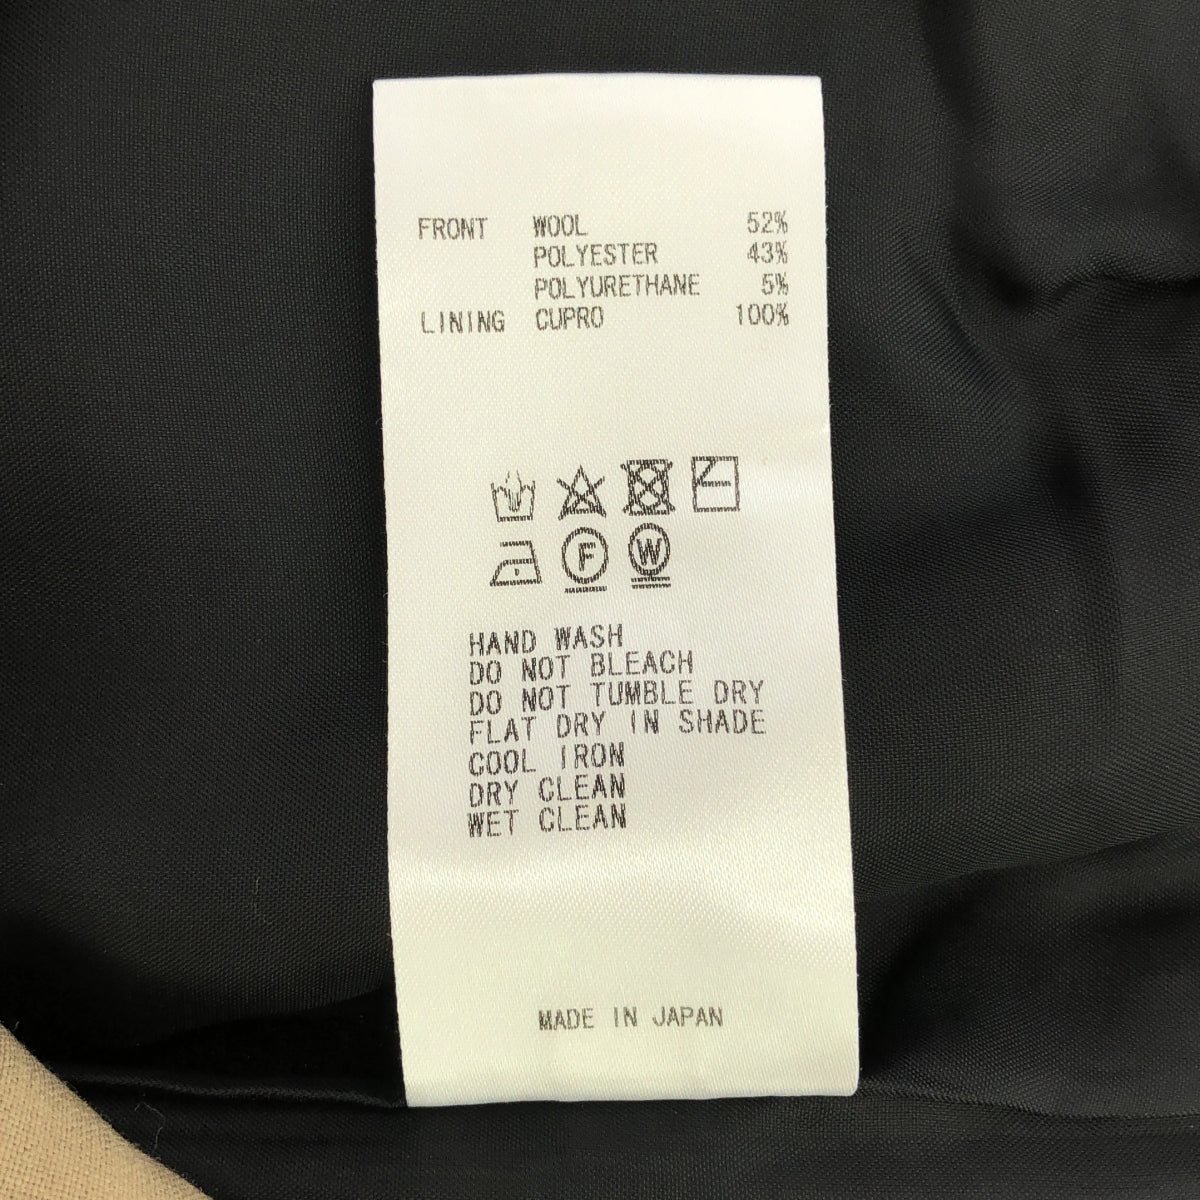 FRONT WOOL 52%
POLYESTER 43%
POLYURETHANE 5%
LINING CUPRO 100%
F W
HAND WASH
DO NOT BLEACH
DO NOT TUMBLE DRY
FLAT DRY IN SHADE
COOL IRON
DRY CLEAN
WET CLEAN
MADE IN JAPAN